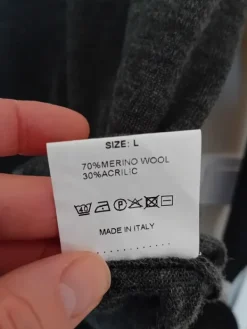 SIZE: L
70%MERINO WOOL
30%ACRILIC
MADE IN ITALY